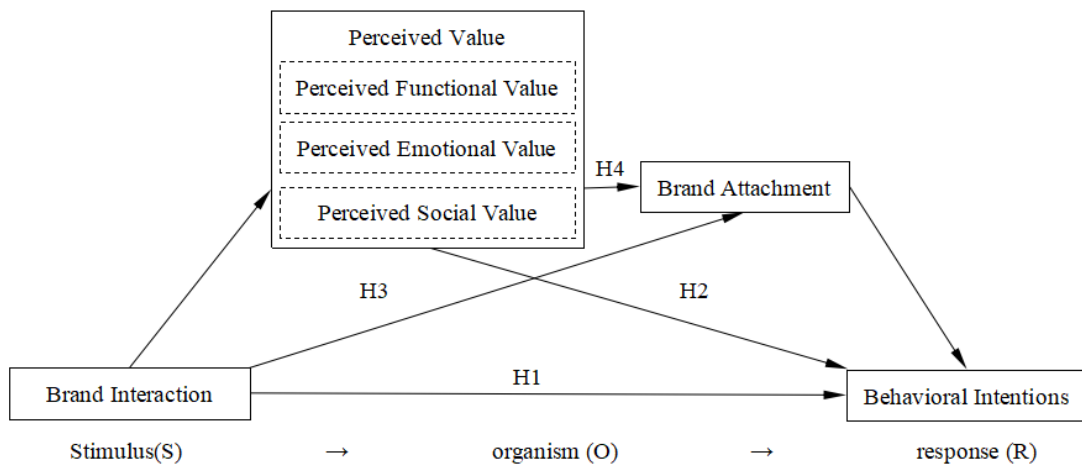 Perceived Value
Perceived Functional Value
Perceived Emotional Value
Perceived Social Value
H4
Brand Attachment
H3
H2
Brand Interaction
H1
Behavioral Intentions
Stimulus(S) → organism (O) → response (R)